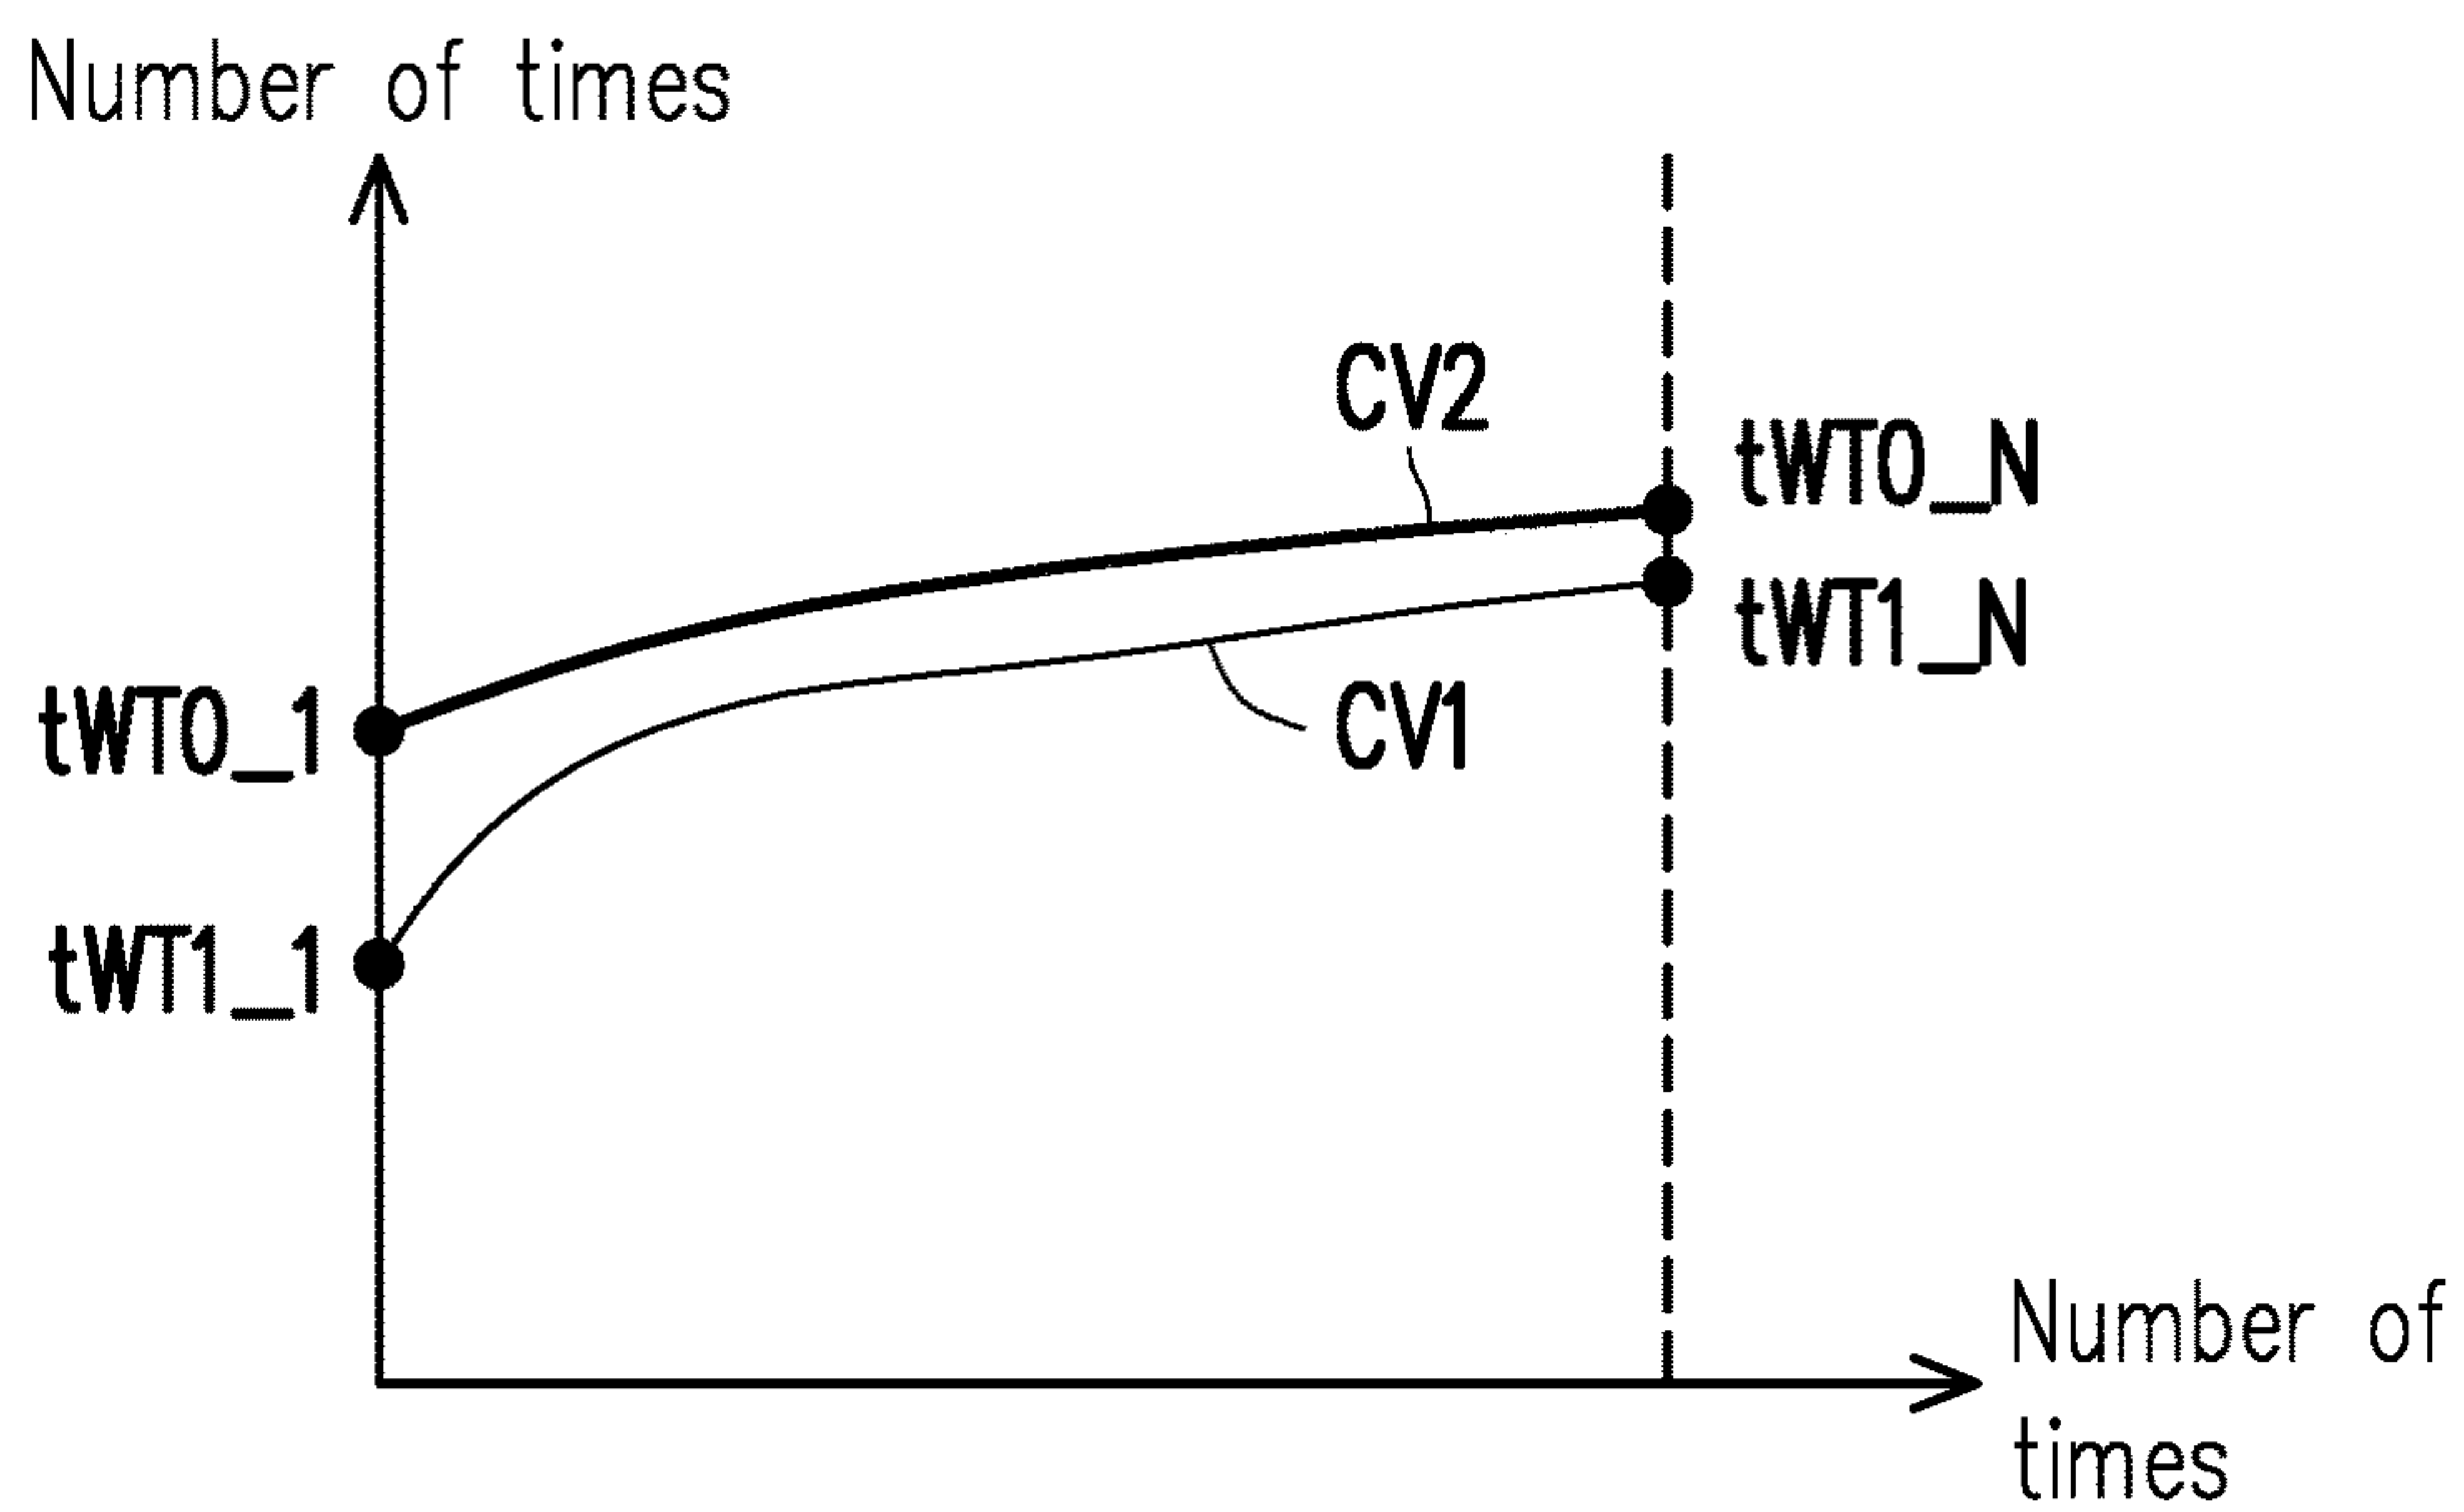 Number of times
CV2
tWT0_N
tWT1_N
tWT0_1
CV1
tWT1_1
Number of
times